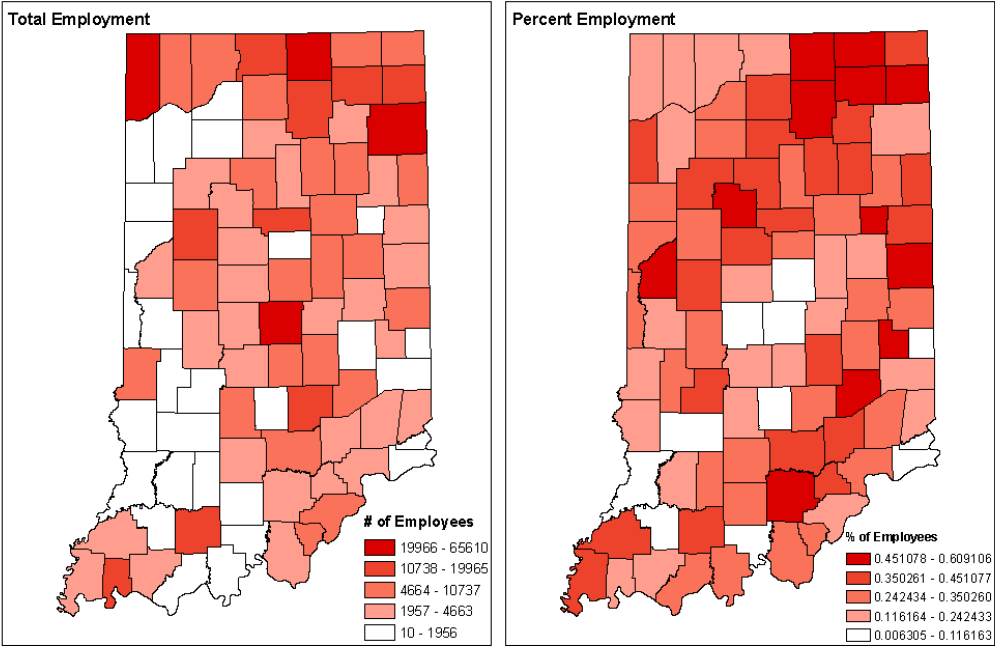 Total Employment
# of Employees
19966 - 65610
10738 - 19965
4664 - 10737
1957 - 4663
10 - 1956
Percent Employment
% of Employees
0.451078 - 0.609106
0.350261 - 0.451077
0.242434 - 0.350260
0.116164 - 0.242433
0.006305 - 0.116163